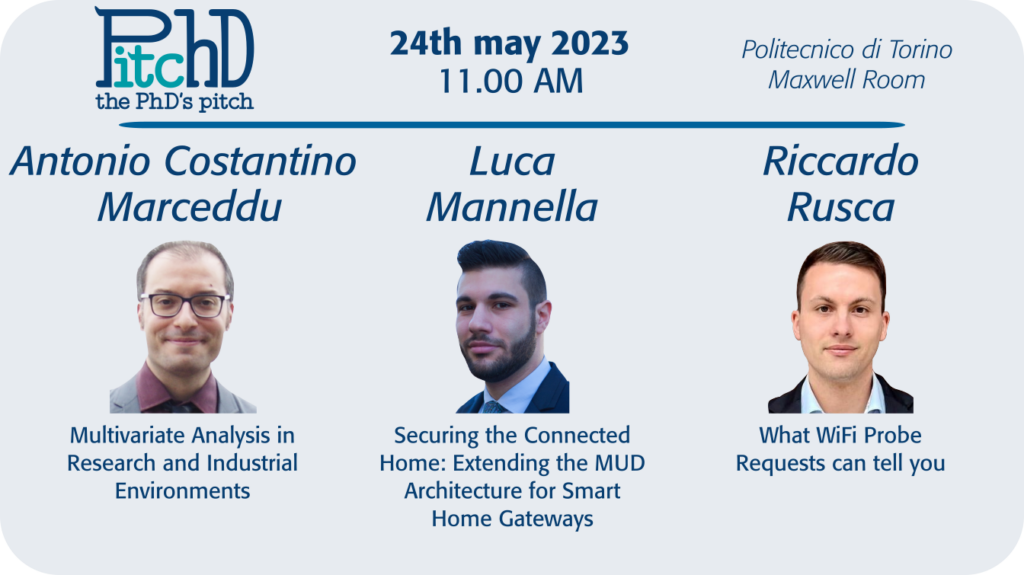 PitchD
the PhD's pitch
24th may 2023
11.00 AM
Politecnico di Torino
Maxwell Room
Antonio Costantino
Marceddu
Multivariate Analysis in
Research and Industrial
Environments
Luca
Mannella
Securing the Connected
Home: Extending the MUD
Architecture for Smart
Home Gateways
Riccardo
Rusca
What WiFi Probe
Requests can tell you